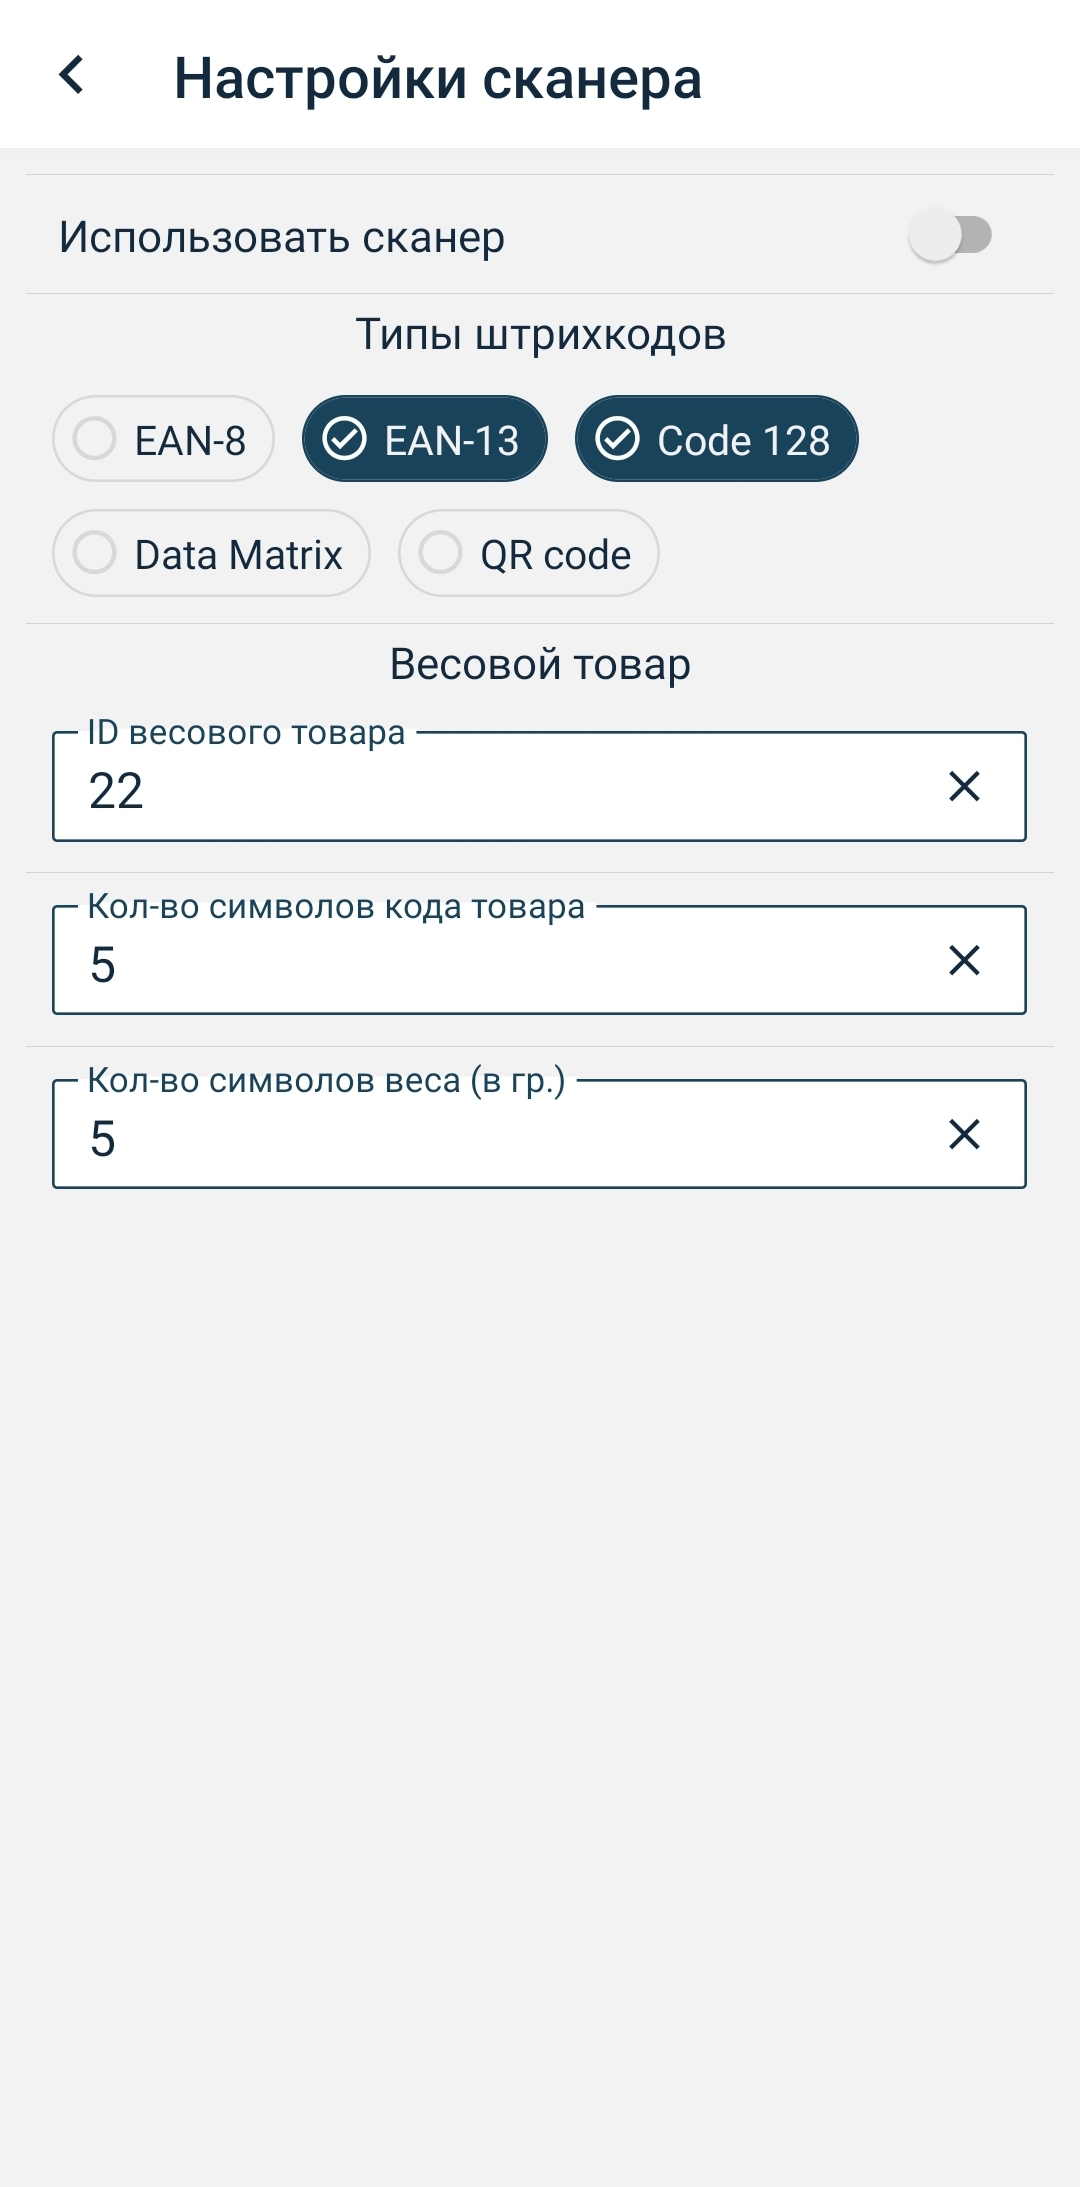 Настройки сканера
Использовать сканер
Типы штрихкодов
EAN-8 EAN-13 Code 128
Data Matrix QR code
Весовой товар
ID весового товара
22
Кол-во символов кода товара
5
Кол-во символов веса (в гр.)
5